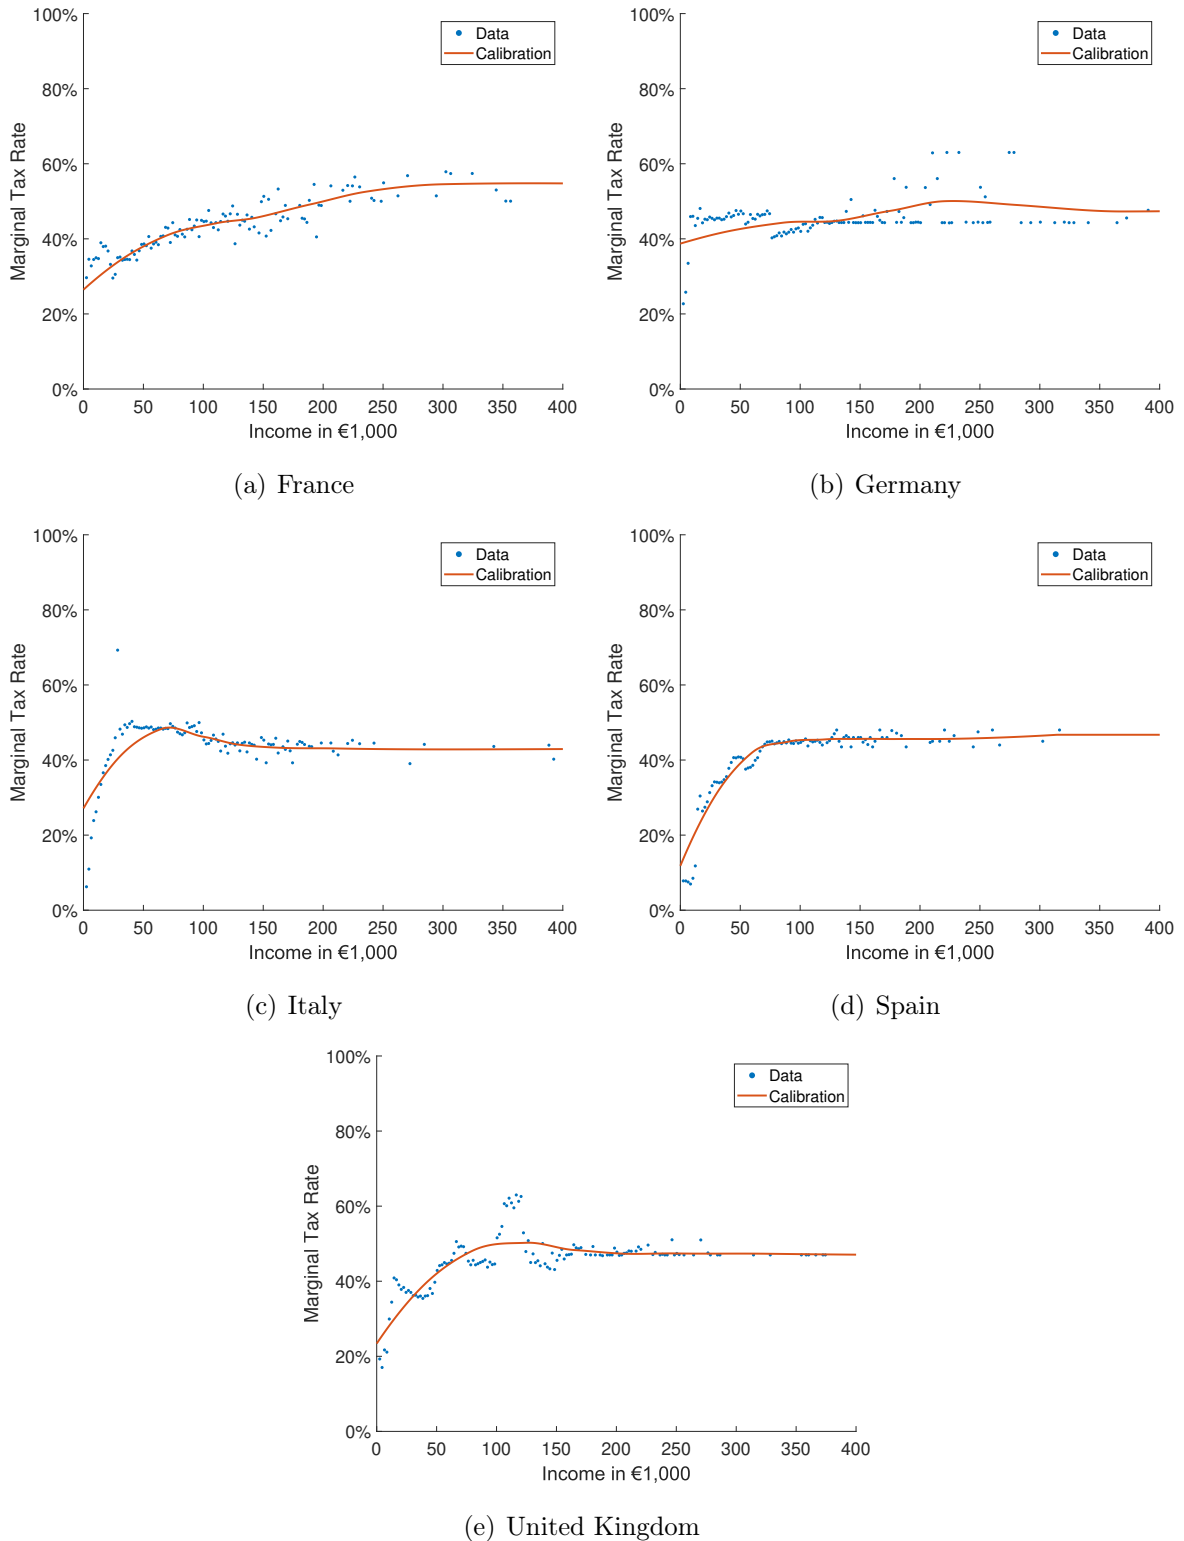 100%
80%
60%
40%
20%
0%
Marginal Tax Rate
Data
Calibration
0 50 100 150 200 250 300 350 400
Income in €1,000
(a) France
100%
80%
60%
40%
20%
0%
Marginal Tax Rate
Data
Calibration
0 50 100 150 200 250 300 350 400
Income in €1,000
(b) Germany
100%
80%
60%
40%
20%
0%
Marginal Tax Rate
Data
Calibration
0 50 100 150 200 250 300 350 400
Income in €1,000
(c) Italy
100%
80%
60%
40%
20%
0%
Marginal Tax Rate
Data
Calibration
0 50 100 150 200 250 300 350 400
Income in €1,000
(d) Spain
100%
80%
60%
40%
20%
0%
Marginal Tax Rate
Data
Calibration
0 50 100 150 200 250 300 350 400
Income in €1,000
(e) United Kingdom